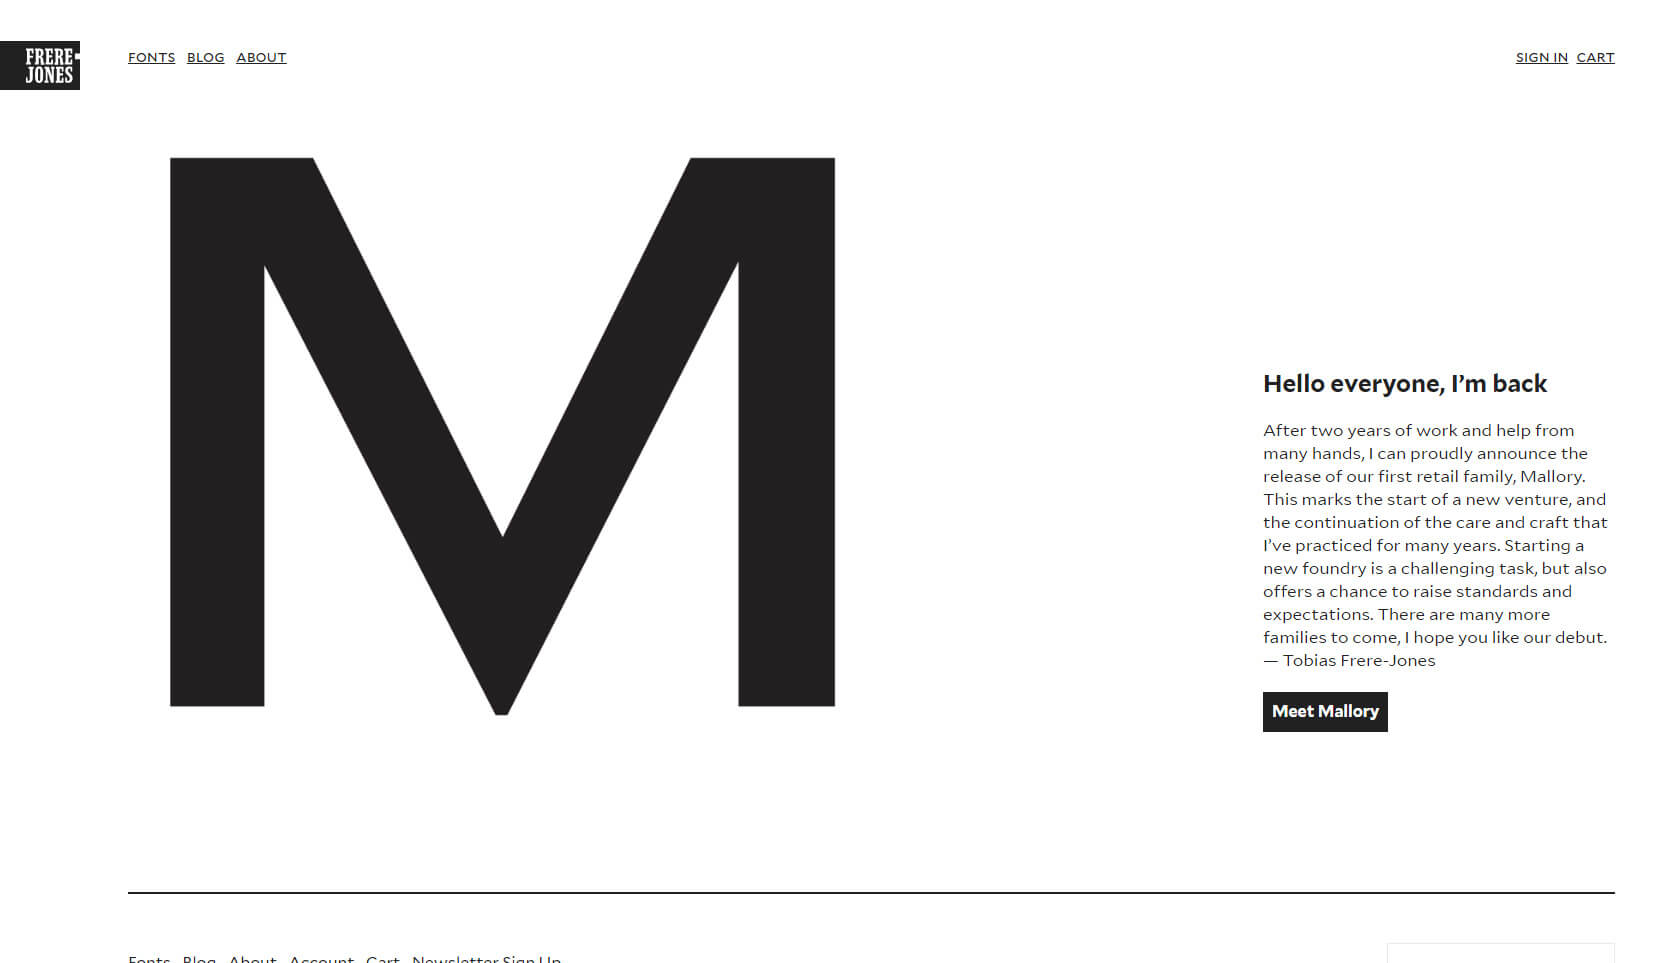 FRERE-
JONES
FONTS BLOG ABOUT
SIGN IN CART
M
Hello everyone, I’m back
After two years of work and help from
many hands, I can proudly announce the
release of our first retail family, Mallory.
This marks the start of a new venture, and
the continuation of the care and craft that
I’ve practiced for many years. Starting a
new foundry is a challenging task, but also
offers a chance to raise standards and
expectations. There are many more
families to come, I hope you like our debut.
— Tobias Frere-Jones
Meet Mallory
Fonts Blog About Account Cart Newsletter Sign Up